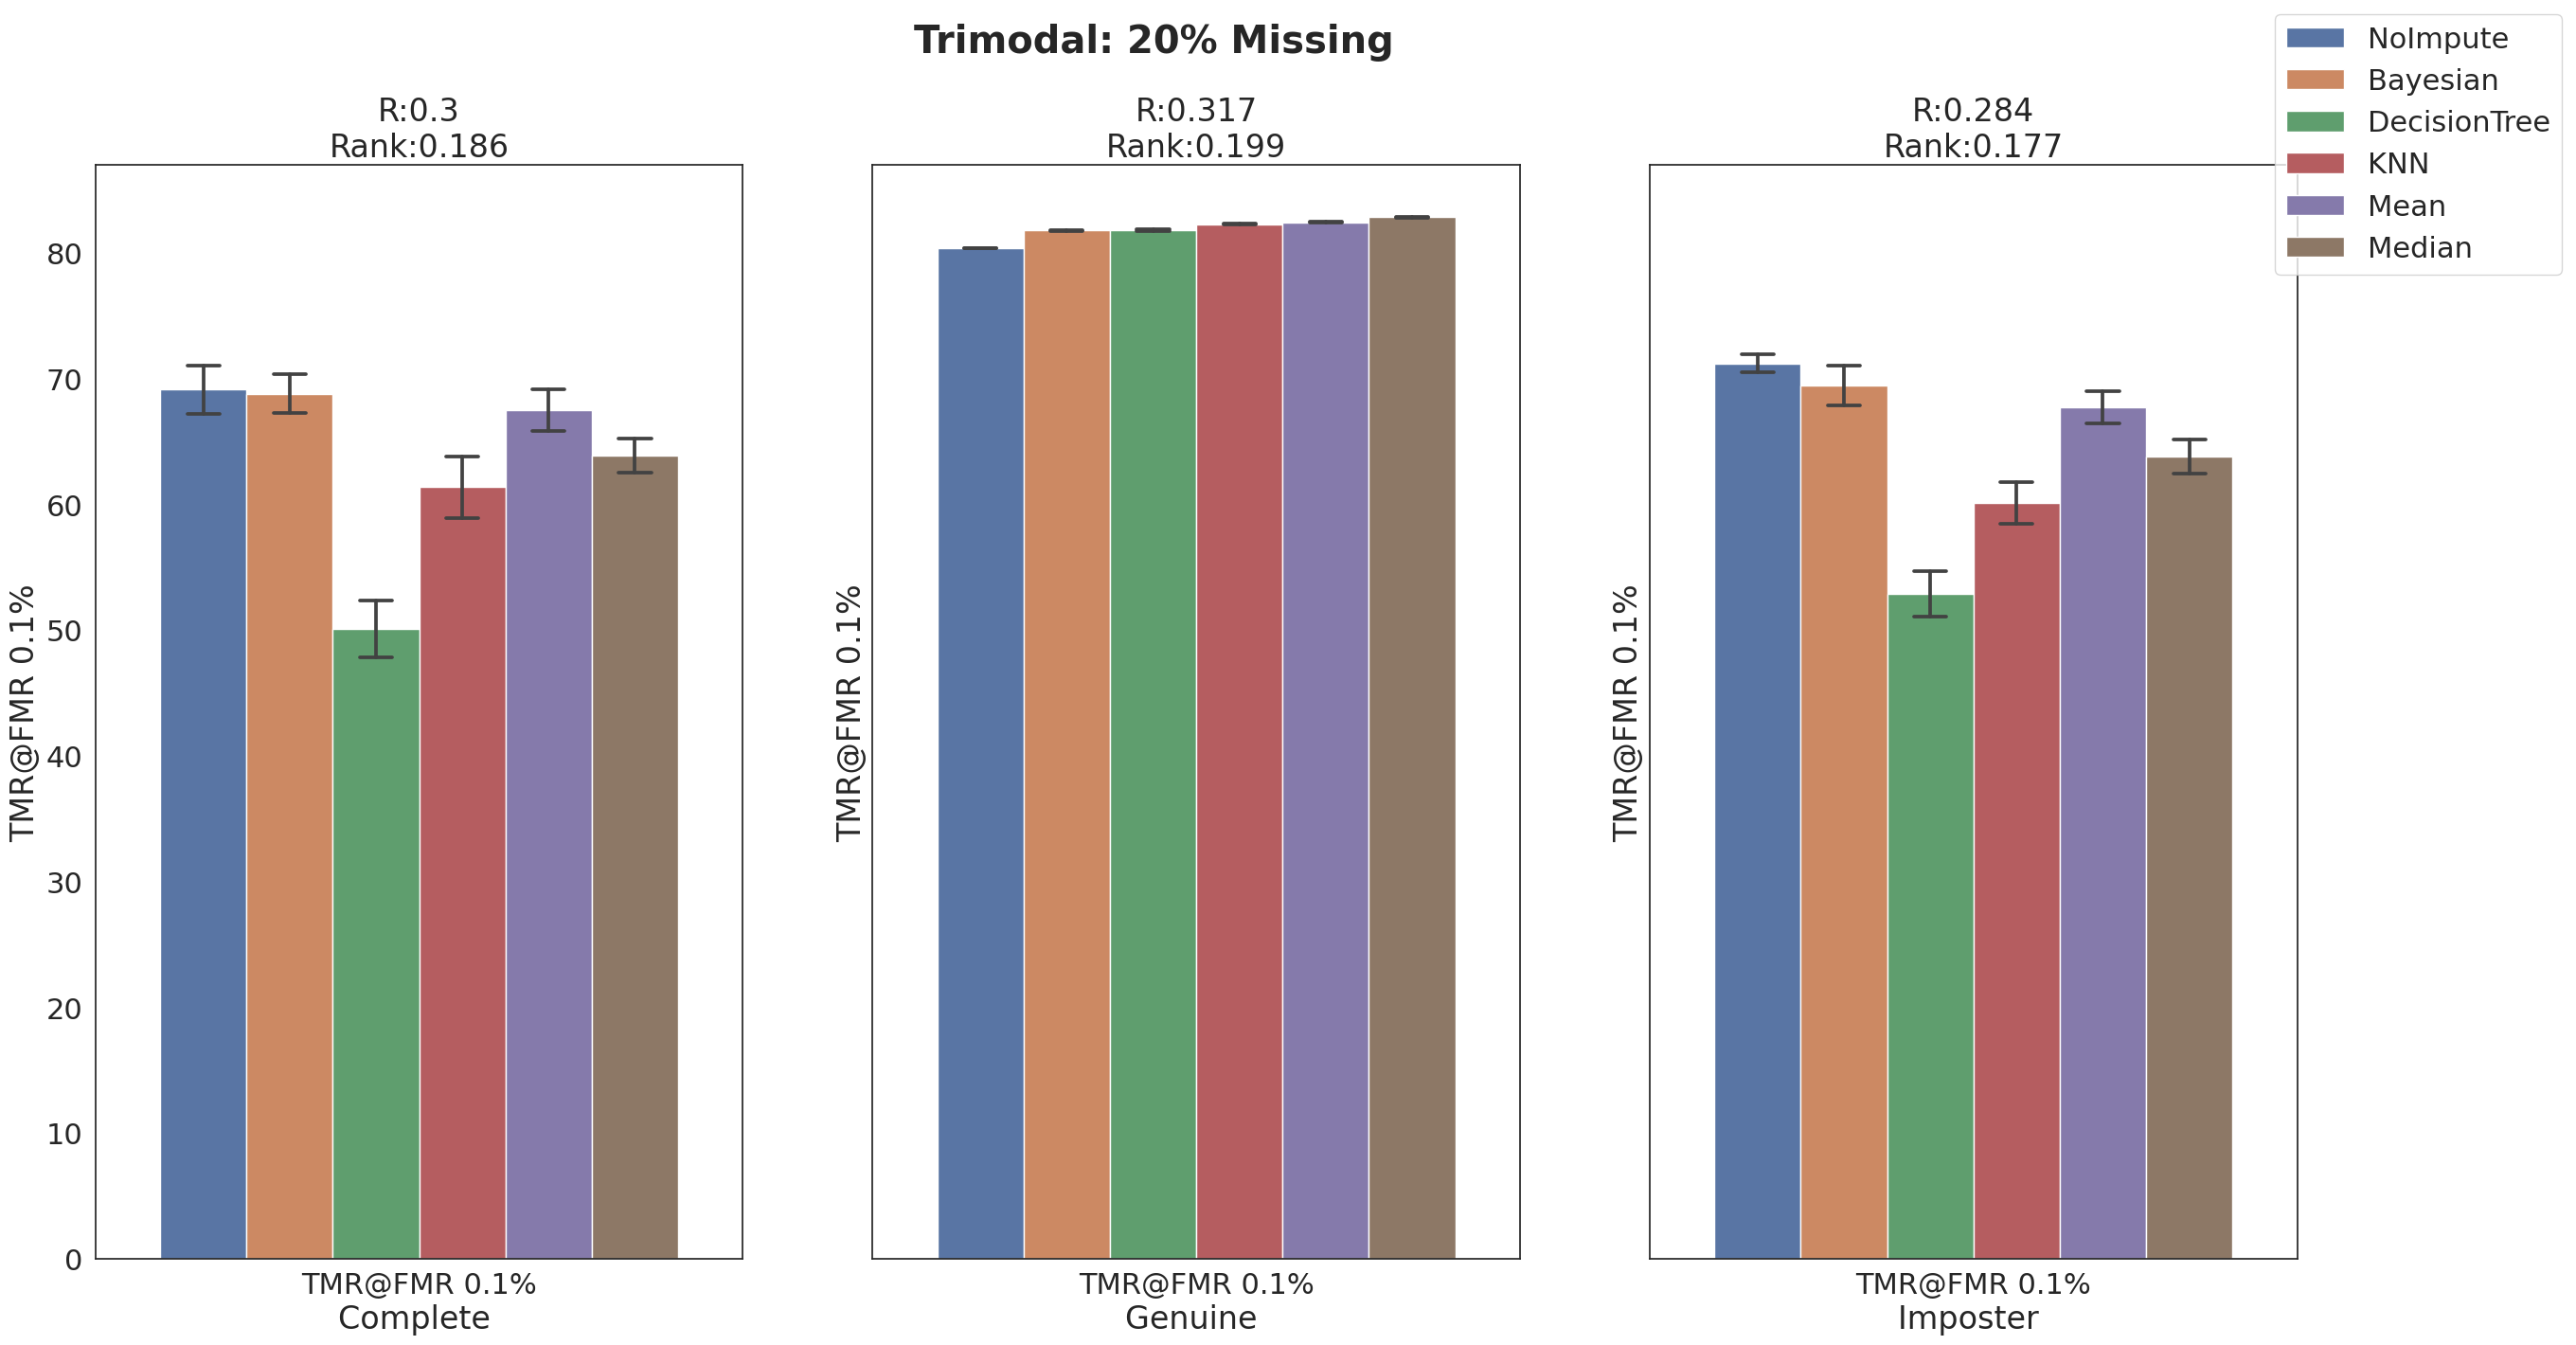 Trimodal: 20% Missing
NoImpute
Bayesian
DecisionTree
KNN
Mean
Median
R:0.3
Rank:0.186
R:0.317
Rank:0.199
R:0.284
Rank:0.177
TMR@FMR 0.1%
80
70
60
50
40
30
20
10
0
TMR@FMR 0.1%
Complete
TMR@FMR 0.1%
TMR@FMR 0.1%
Genuine
TMR@FMR 0.1%
TMR@FMR 0.1%
Imposter